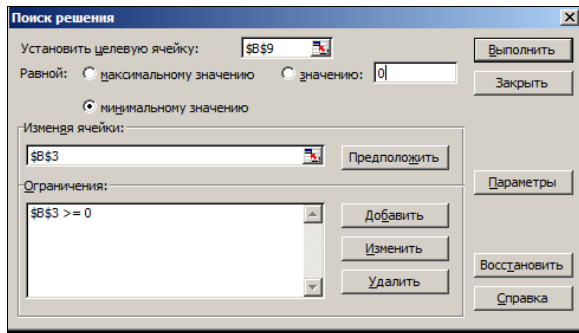 Поиск решения
Установить целевую ячейку: $B$9
Выполнить
Равной: максимальному значению значению: 0
Закрыть
минимальному значению
Изменяя ячейки:
$B$3
Предположить
Ограничения:
Параметры
$B$3 >= 0
Добавить
Изменить
Удалить
Восстановить
Справка